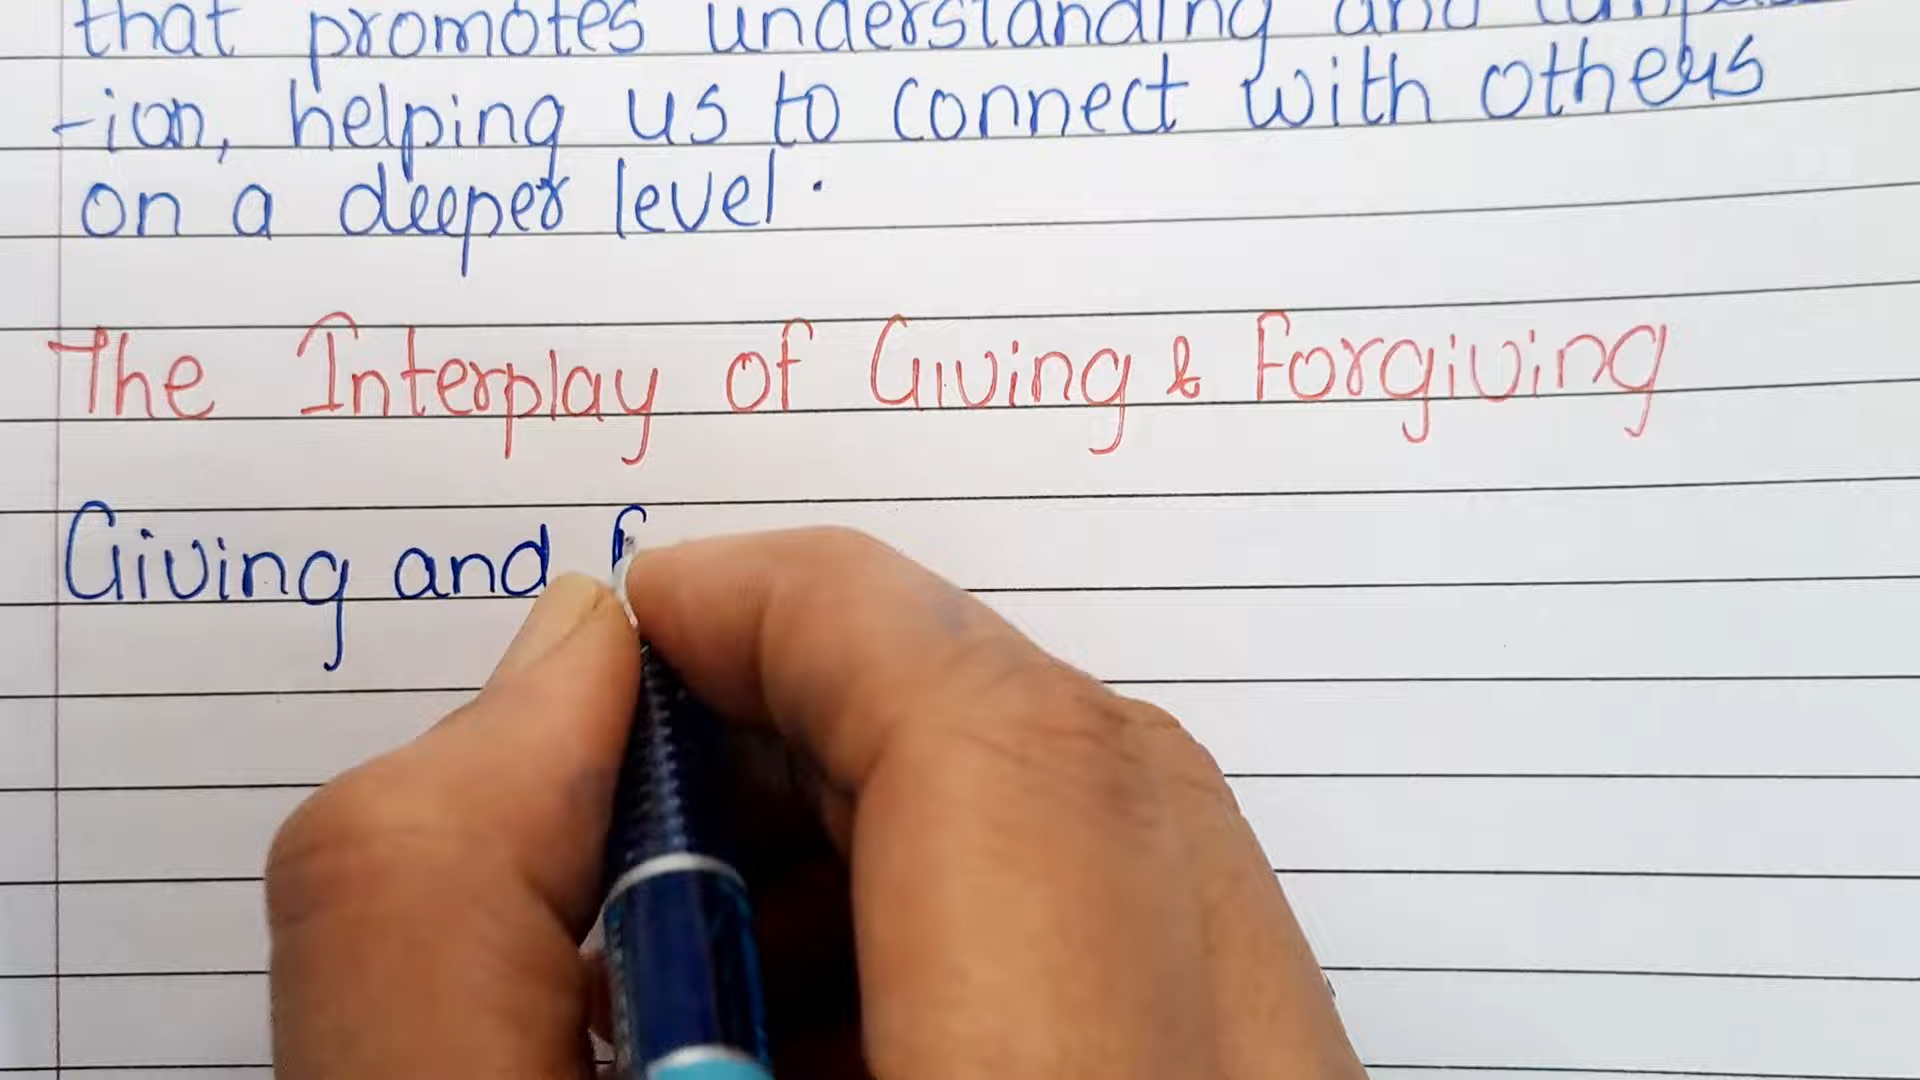 that promotes understanding and compass
-ion, helping us to connect with others
on a deeper level.
The Interplay of Giving & Forgiving
Giving and f